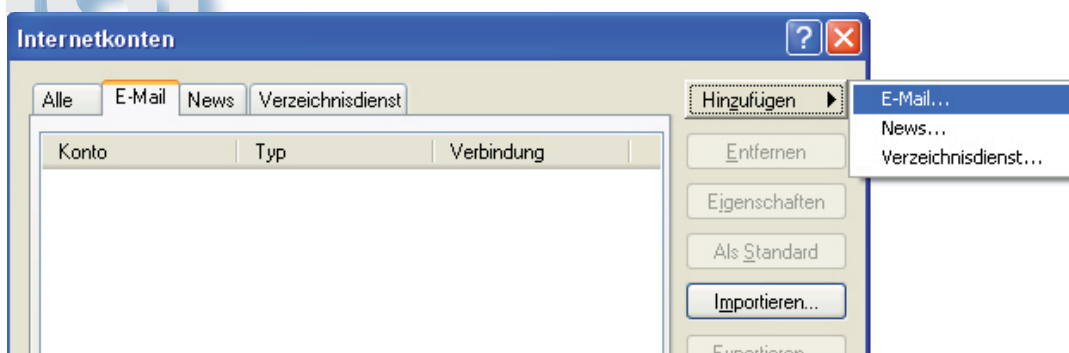 Internetkonten
Alle E-Mail News Verzeichnisdienst
Konto Typ Verbindung
Hinzufügen
Entfernen
Eigenschaften
Als Standard
Importieren...
E-Mail...
News...
Verzeichnisdienst...